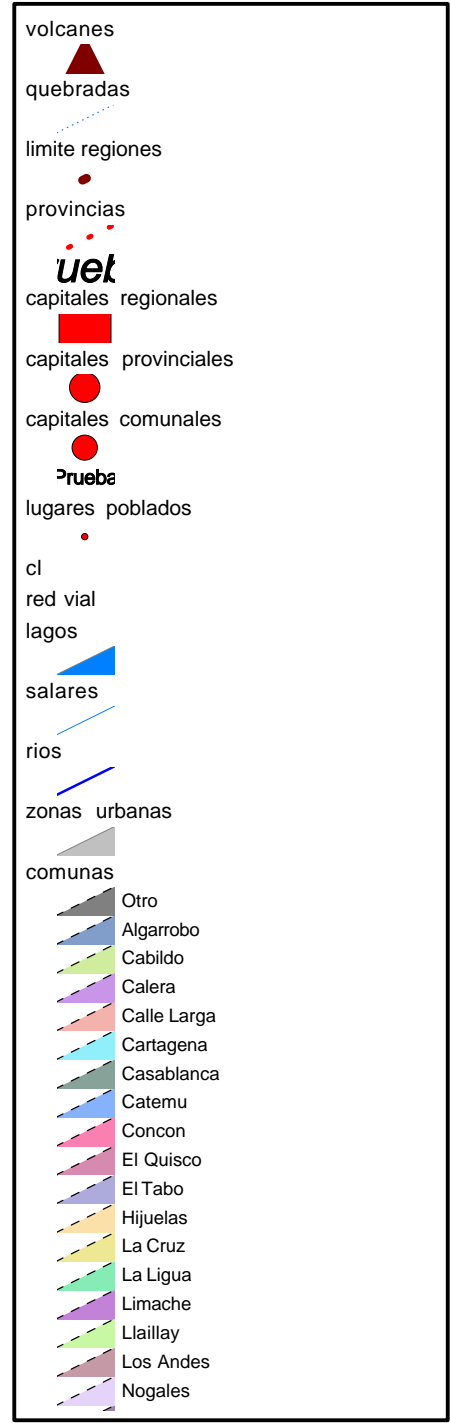 volcanes
quebradas
limite regiones
provincias
ueb
capitales regionales
capitales provinciales
capitales comunales
Prueba
lugares poblados
cl
red vial
lagos
salares
rios
zonas urbanas
comunas
Otro
Algarrobo
Cabildo
Calera
Calle Larga
Cartagena
Casablanca
Catemu
Concon
El Quisco
El Tabo
Hijuelas
La Cruz
La Ligua
Limache
Llaillay
Los Andes
Nogales